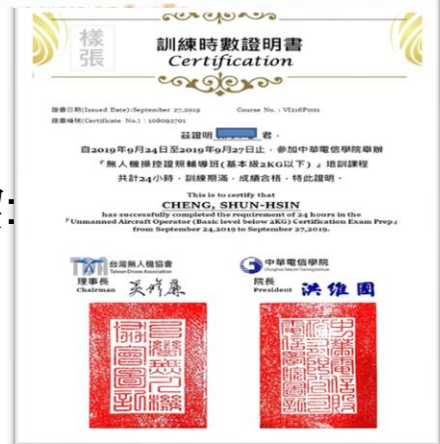 樣
張
訓練時數證明書
Certification
證書日期(Issued Date):September 27,2019 Course No. : VI216P001
證書編號(Certificate No.) : 108092701
茲證明 君，
自2019年9月24日至2019年9月27日止，參加中華電信學院舉辦
『無人機操控證照輔導班(基本級2KG以下)』培訓課程
共計24小時，訓練期滿，成績合格，特此證明。
This is to certify that
CHENG, SHUN-HSIN
has successfully completed the requirement of 24 hours in the
『Unmanned Aircraft Operator (Basic level below 2KG) Certification Exam Prep』
from September 24,2019 to September 27,2019.
台灣無人機協會
Taiwan Drone Association
中華電信學院
Chunghwa Telecom Training Institute
理事長
Chairman
院長
President 洪維國